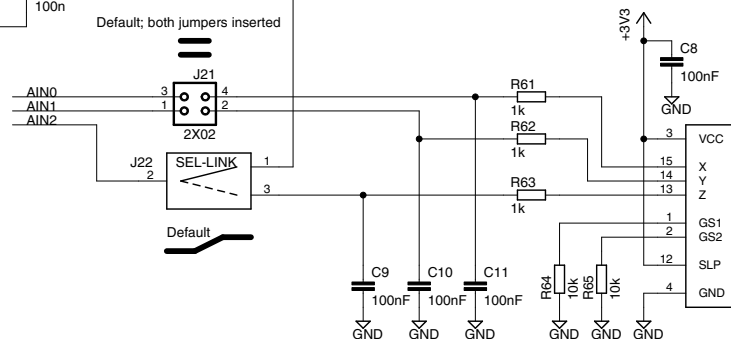 100n
Default; both jumpers inserted
+3V3
C8
100nF
GND
J21
AIN0
3
4
AIN1
1
2
AIN2
2X02
R61
1k
R62
1k
R63
1k
J22
SEL-LINK
2
1
3
Default
3
VCC
15
X
14
Y
13
Z
1
GS1
2
GS2
12
SLP
4
GND
C9
100nF
C10
100nF
C11
100nF
R64
10k
R65
10k
GND
GND
GND
GND
GND
GND